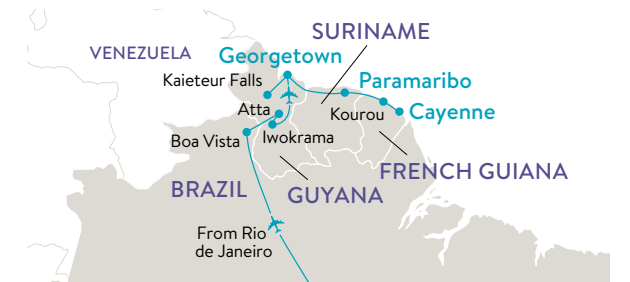 SURINAME
VENEZUELA
Georgetown
Kaieteur Falls
Paramaribo
Atta
Kourou
Cayenne
Boa Vista
Iwokrama
FRENCH GUIANA
BRAZIL
GUYANA
From Rio
de Janeiro